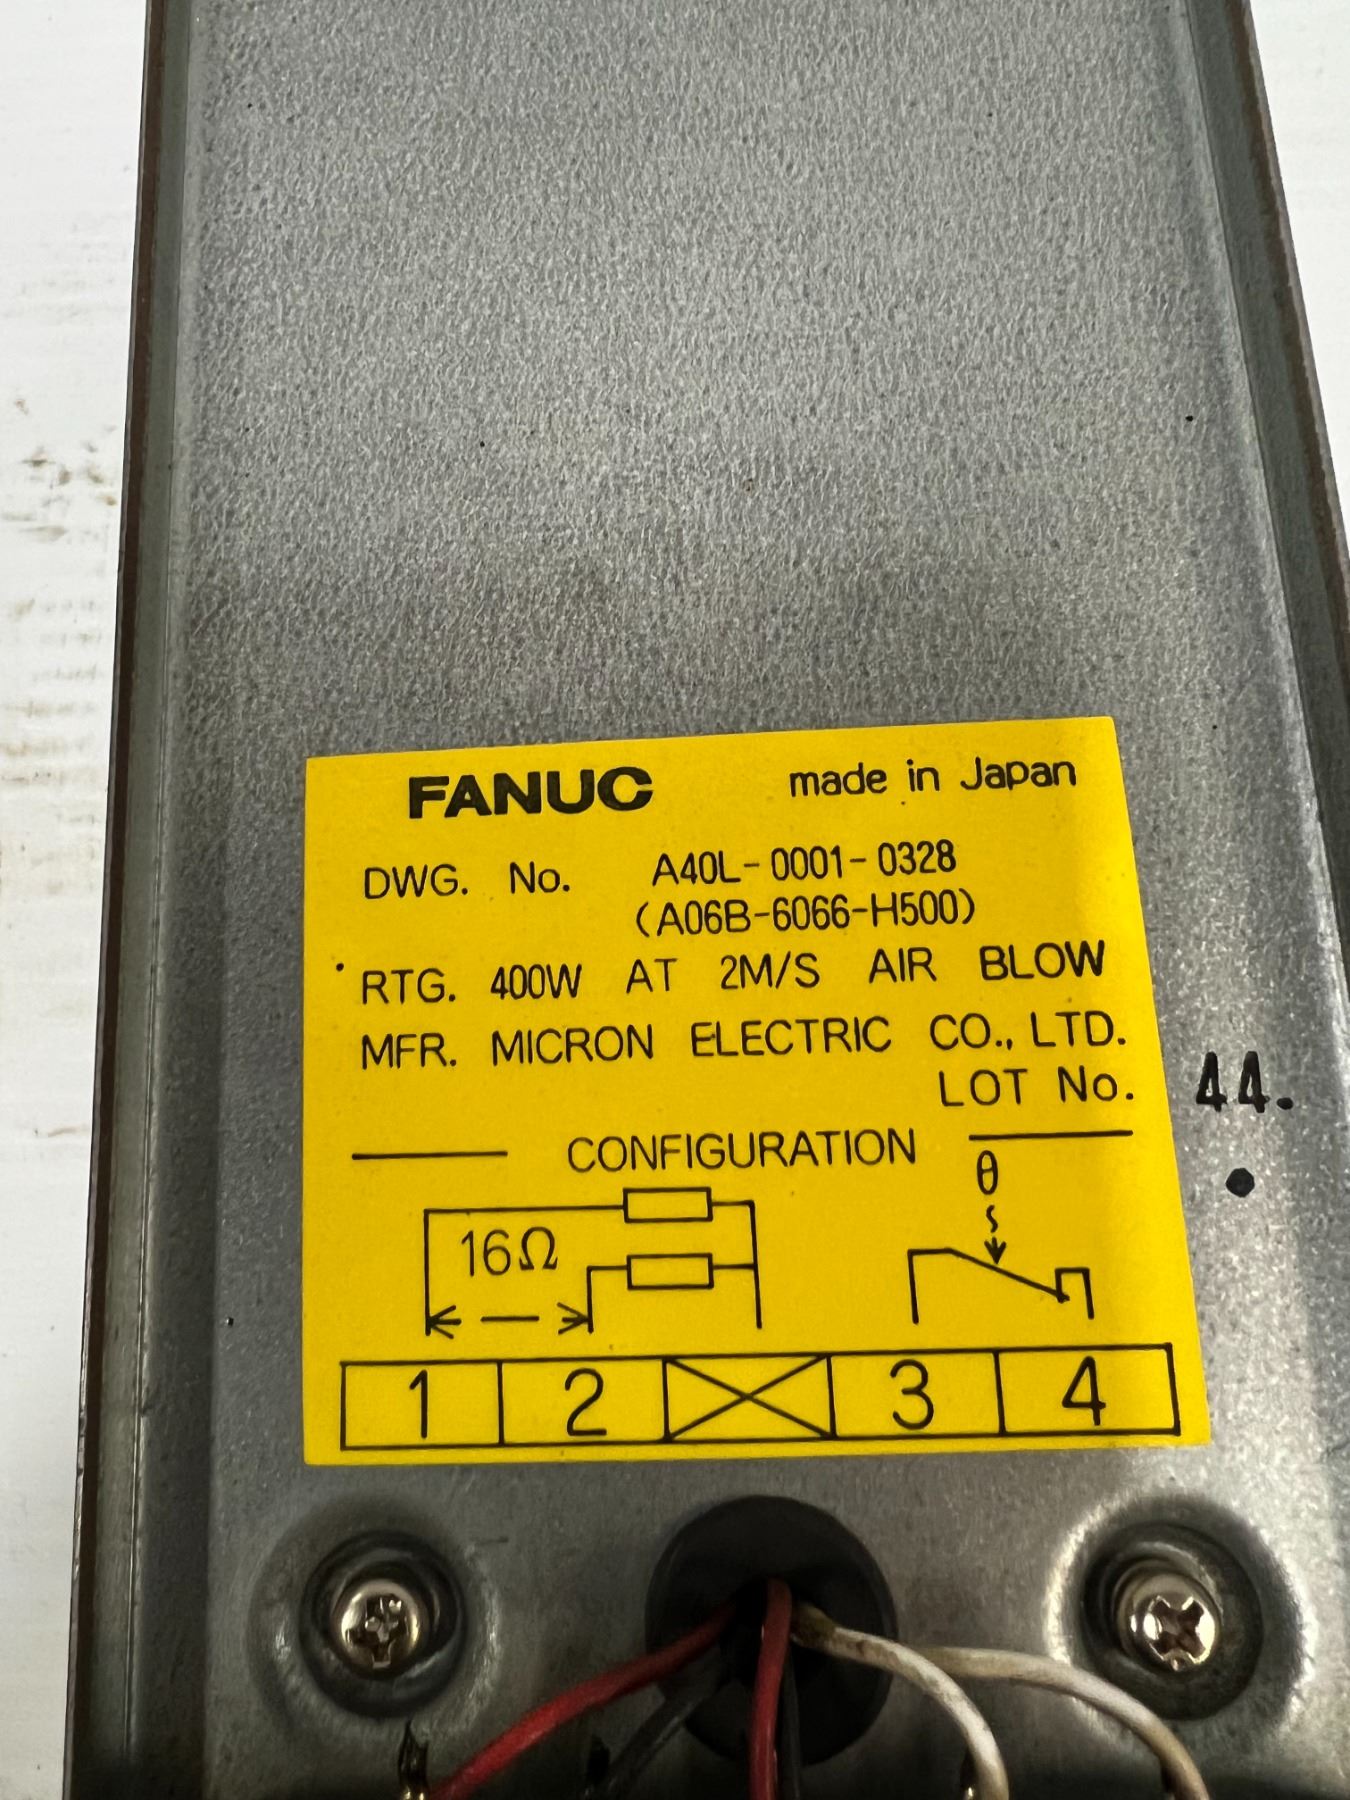 FANUC made in Japan
DWG. No. A40L-0001-0328
(A06B-6066-H500)
RTG. 400W AT 2M/S AIR BLOW
MFR. MICRON ELECTRIC CO., LTD.
LOT No. 44.
CONFIGURATION
θ
16Ω
1 2 3 4